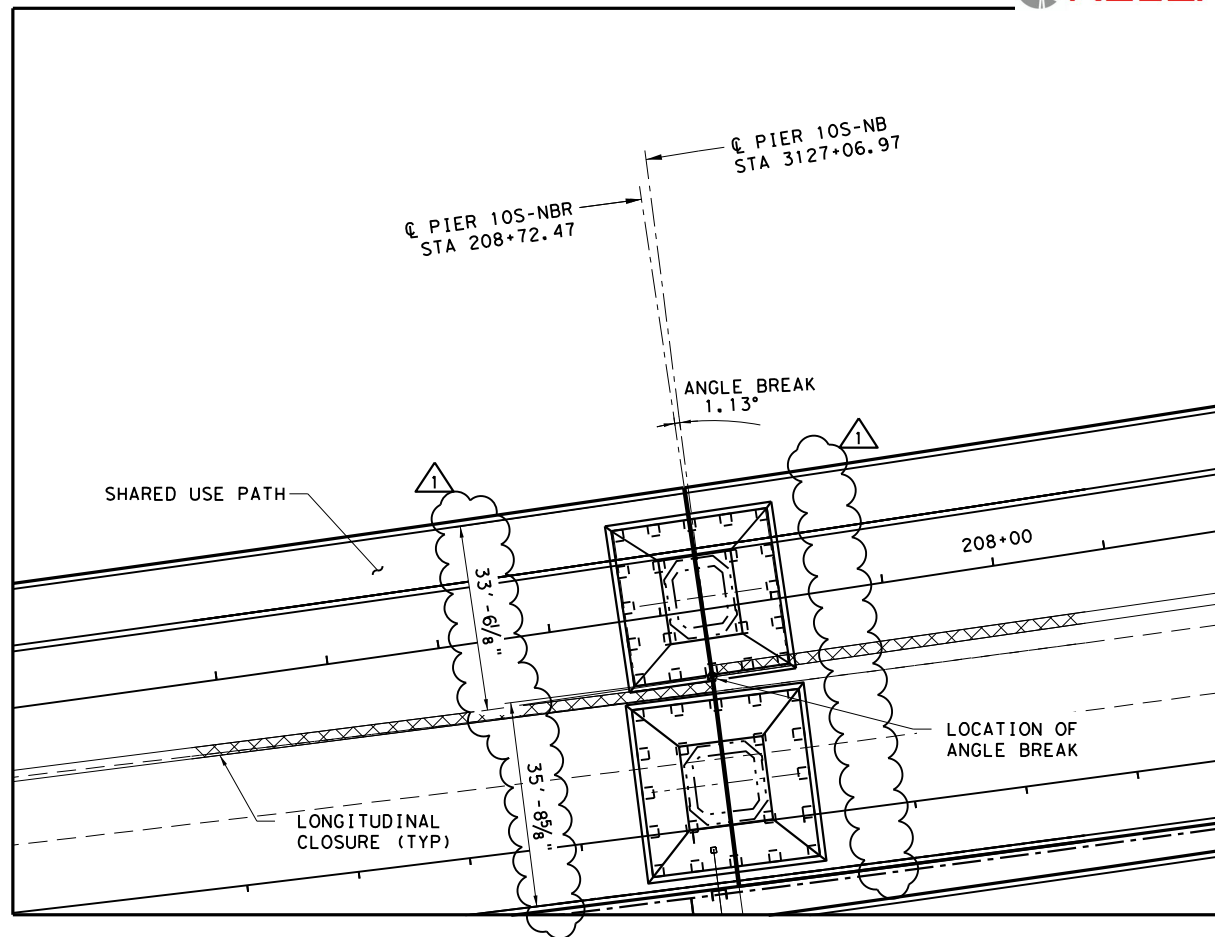 ℄ PIER 10S-NB
STA 3127+06.97
℄ PIER 10S-NBR
STA 208+72.47
ANGLE BREAK
1.13°
1
1
SHARED USE PATH
208+00
33'-6⅛"
LOCATION OF
ANGLE BREAK
35'-8⅝"
LONGITUDINAL
CLOSURE (TYP)